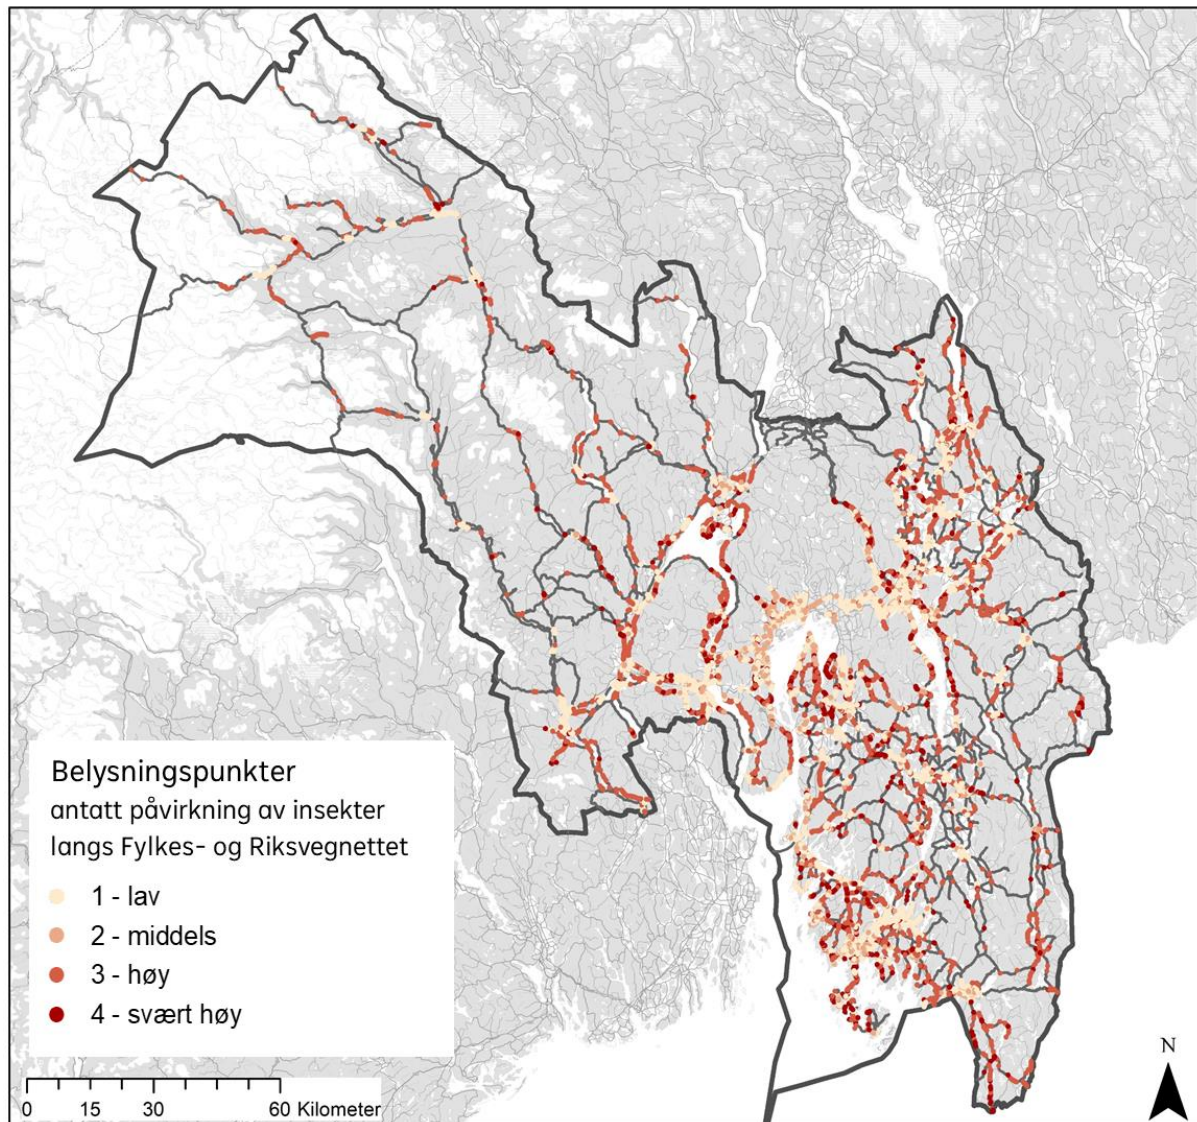 Belysningspunkter
antatt påvirkning av insekter
langs Fylkes- og Riksvegnettet
1 - lav
2 - middels
3 - høy
4 - svært høy
0 15 30 60 Kilometer
N